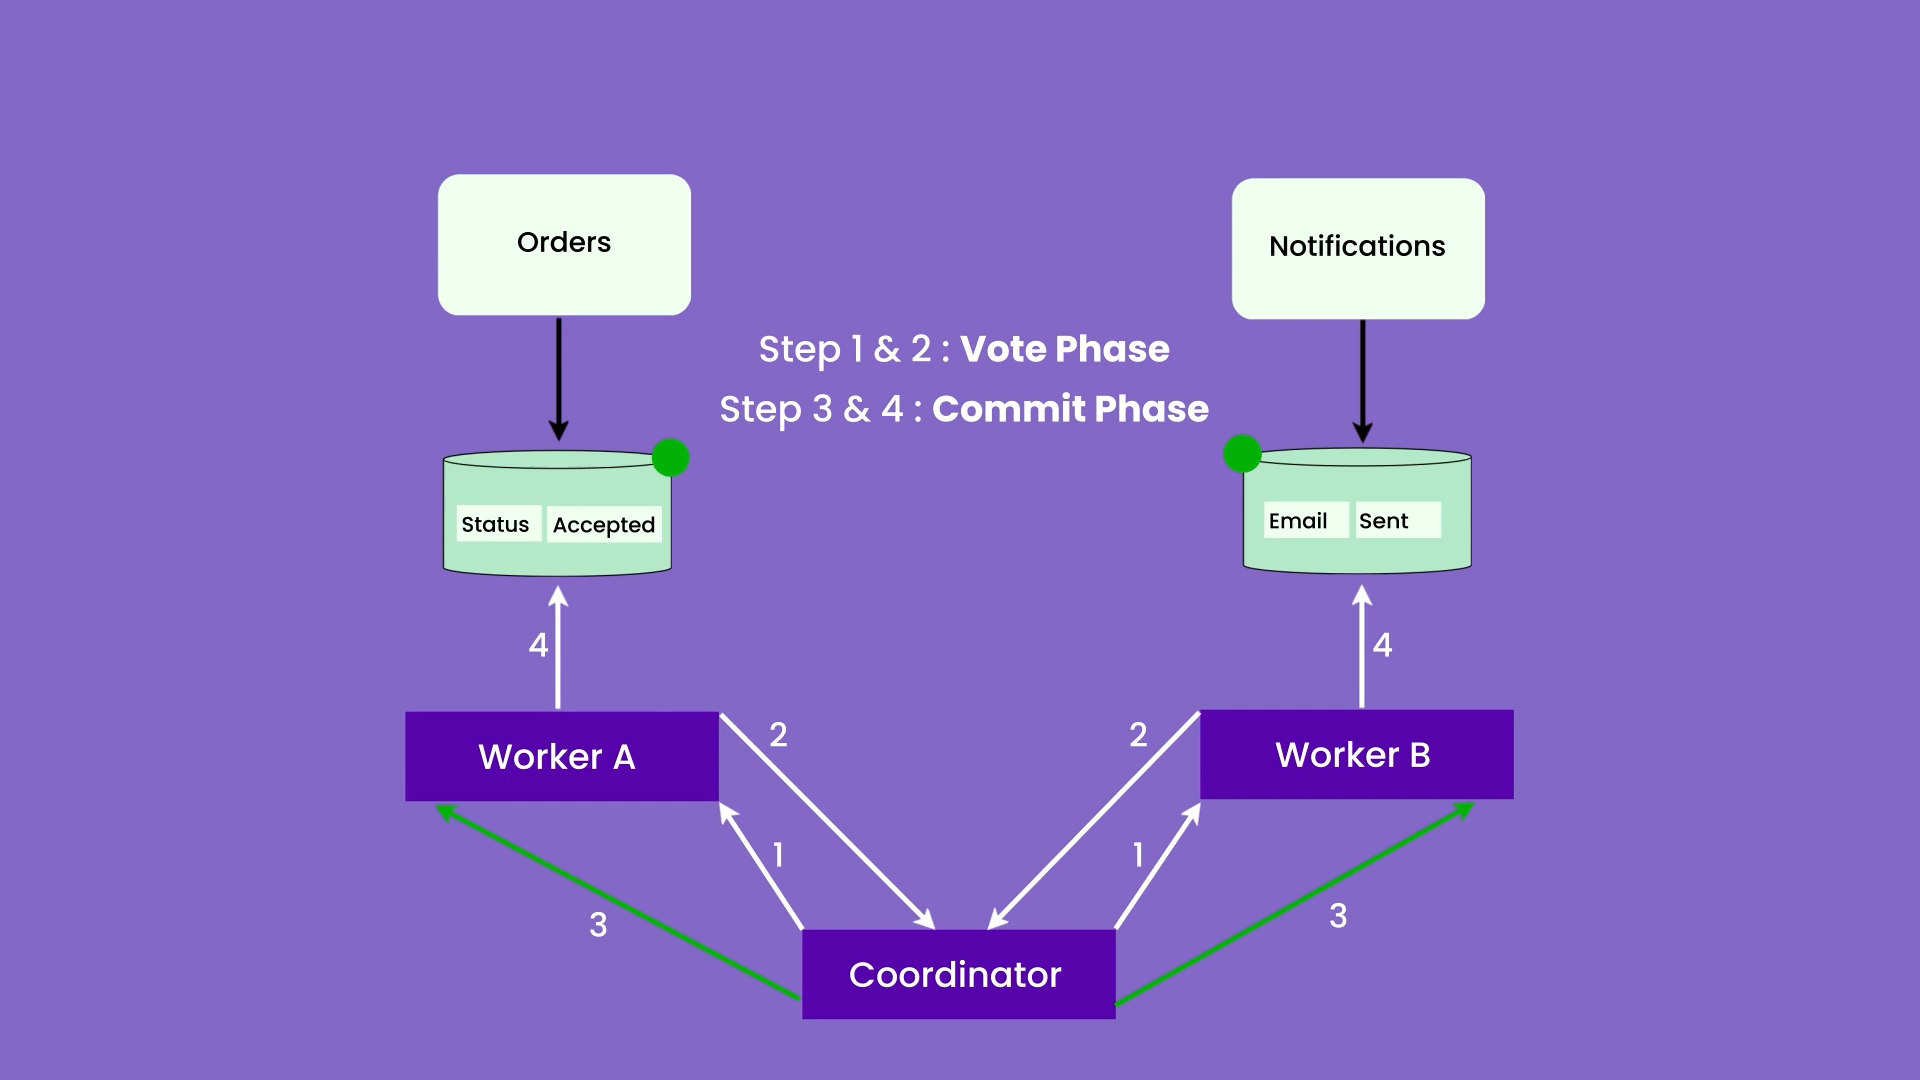 Orders
Notifications
Step 1 & 2 : Vote Phase
Step 3 & 4 : Commit Phase
Status Accepted
Email Sent
4
4
Worker A
2
2
Worker B
1
1
3
3
Coordinator